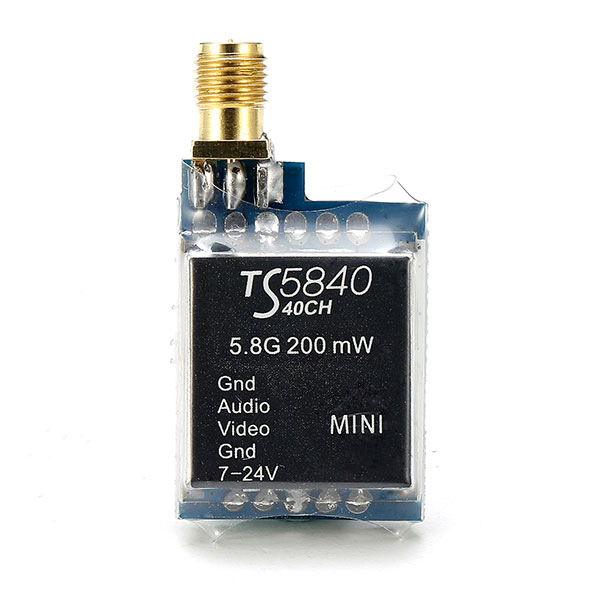 TS5840
40CH
5.8G 200 mW
Gnd
Audio
Video
MINI
Gnd
7-24V